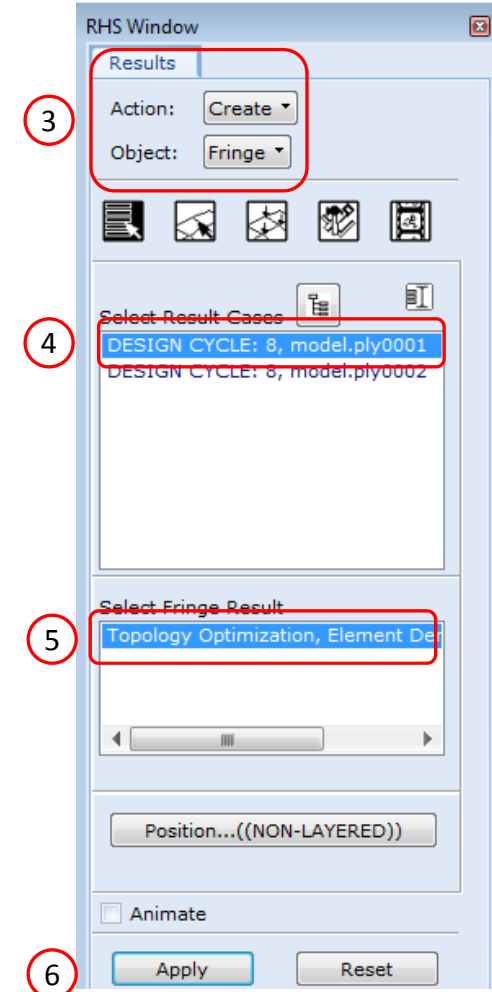 RHS Window
Results
3
Action: Create
Object: Fringe
Select Result Cases
4
DESIGN CYCLE: 8, model.ply0001
DESIGN CYCLE: 8, model.ply0002
Select Fringe Result
5
Topology Optimization, Element Der
Position...((NON-LAYERED))
Animate
6
Apply Reset